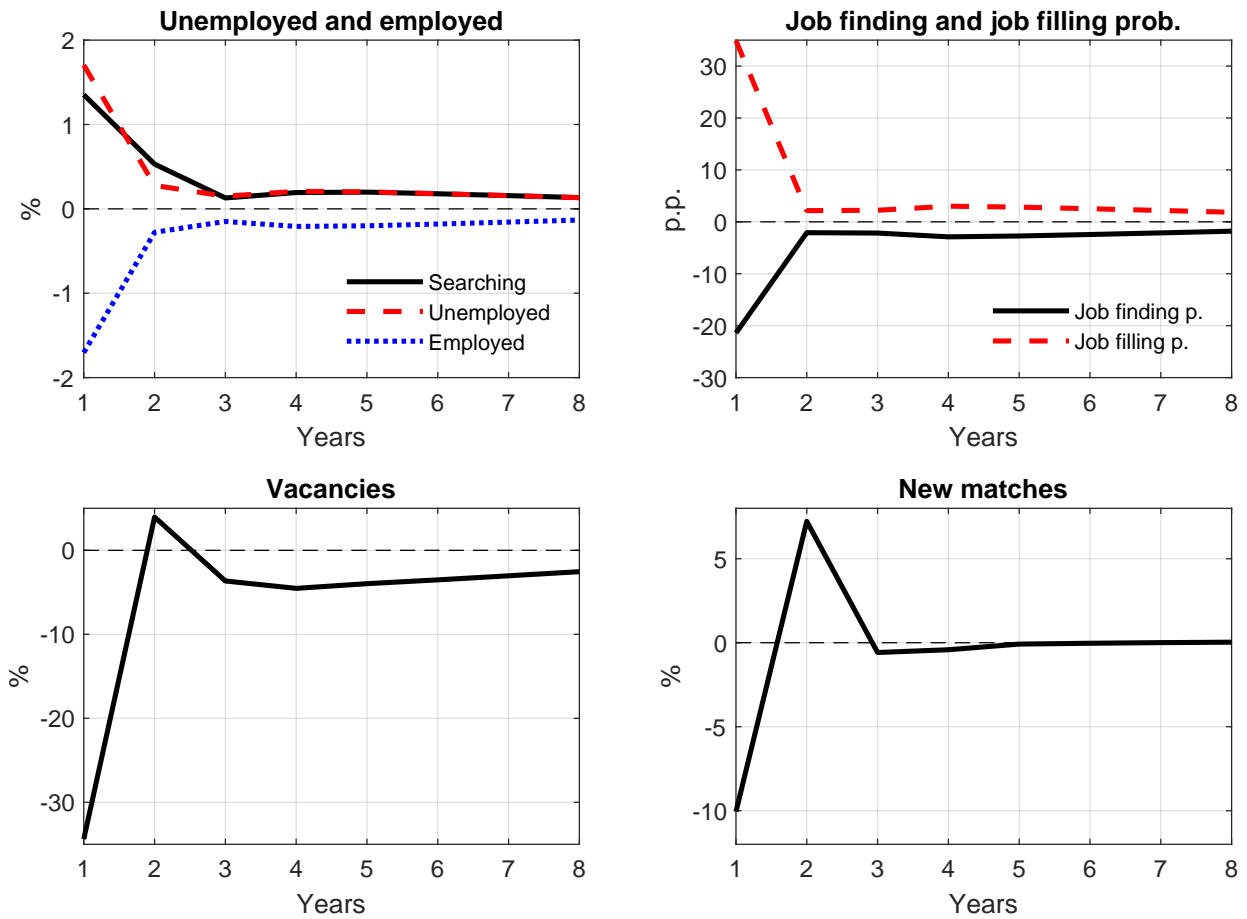 Unemployed and employed
2
1
0
-1
-2
%
Searching
Unemployed
Employed
1 2 3 4 5 6 7 8
Years
Job finding and job filling prob.
30
20
10
0
-10
-20
-30
p.p.
Job finding p.
Job filling p.
1 2 3 4 5 6 7 8
Years
Vacancies
0
-10
-20
-30
%
1 2 3 4 5 6 7 8
Years
New matches
5
0
-5
-10
%
1 2 3 4 5 6 7 8
Years